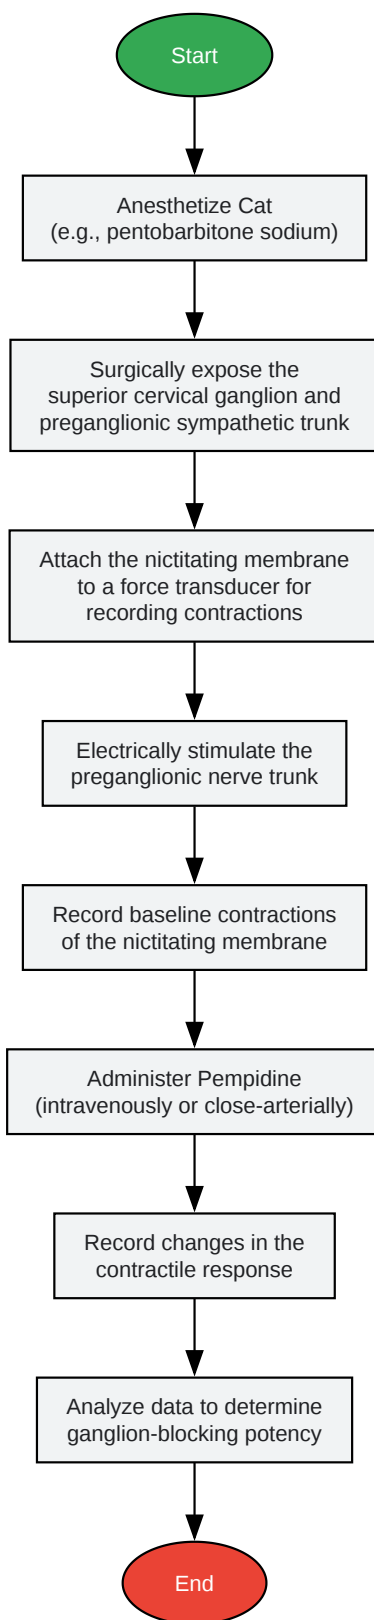 Start
Anesthetize Cat
(e.g., pentobarbitone sodium)
Surgically expose the
superior cervical ganglion and
preganglionic sympathetic trunk
Attach the nictitating membrane
to a force transducer for
recording contractions
Electrically stimulate the
preganglionic nerve trunk
Record baseline contractions
of the nictitating membrane
Administer Pempidine
(intravenously or close-arterially)
Record changes in the
contractile response
Analyze data to determine
ganglion-blocking potency
End